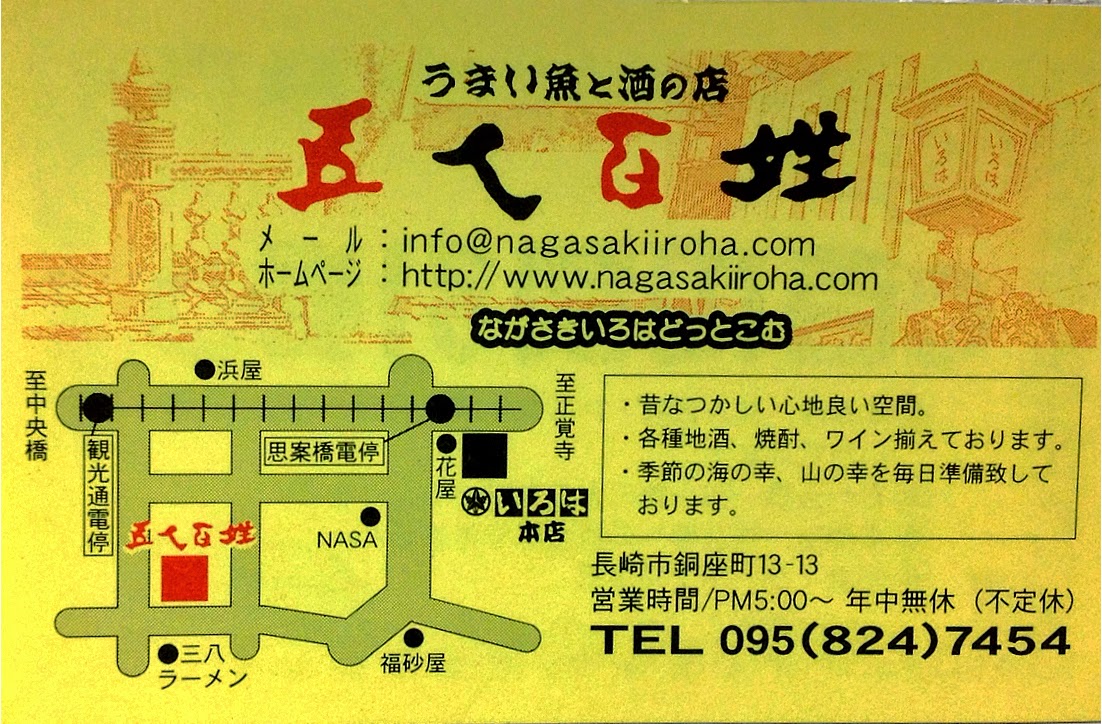 うまい魚と酒の店
五人百姓
メール：info@nagasakiiroha.com
ホームページ：http://www.nagasakiiroha.com
ながさきいろはどっとこむ
いろは
いろは
至中央橋
浜屋
至正覚寺
観光通電停
思案橋電停
花屋
いろは
本店
五人百姓
NASA
三八
ラーメン
福砂屋
・昔なつかしい心地良い空間。
・各種地酒、焼酎、ワイン揃えております。
・季節の海の幸、山の幸を毎日準備致して
おります。
長崎市銅座町13-13
営業時間/PM5:00～ 年中無休（不定休）
TEL 095(824)7454